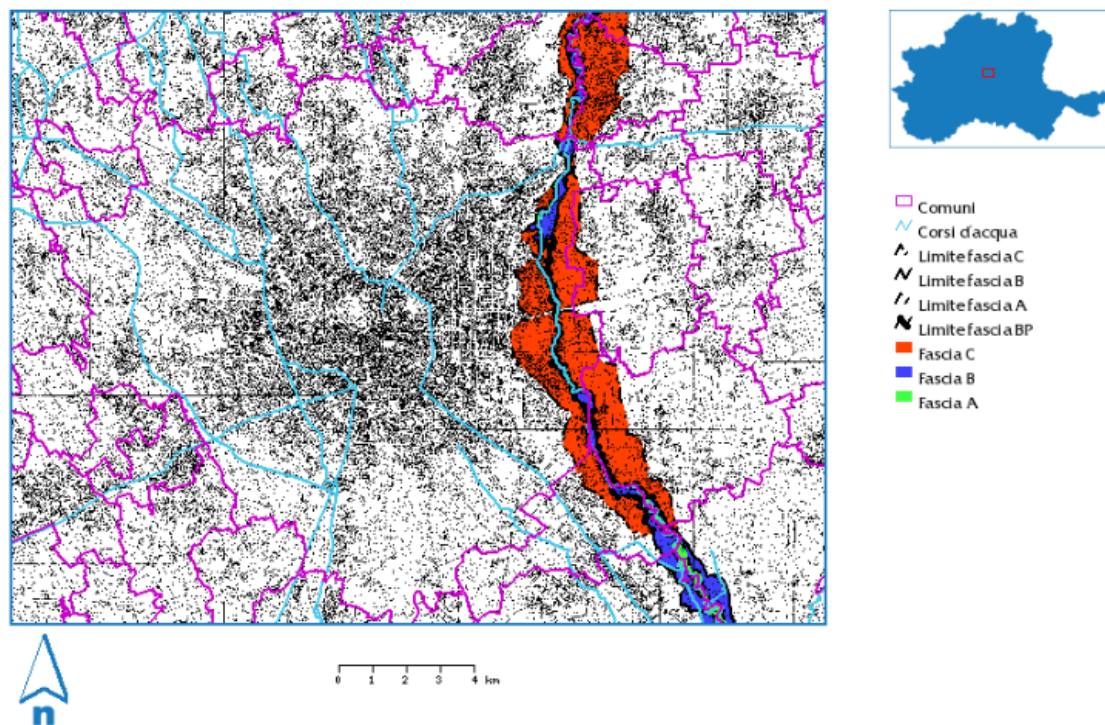 Comuni
Corsi d'acqua
Limite fascia C
Limite fascia B
Limite fascia A
Limite fascia BP
Fascia C
Fascia B
Fascia A
0 1 2 3 4 km
n